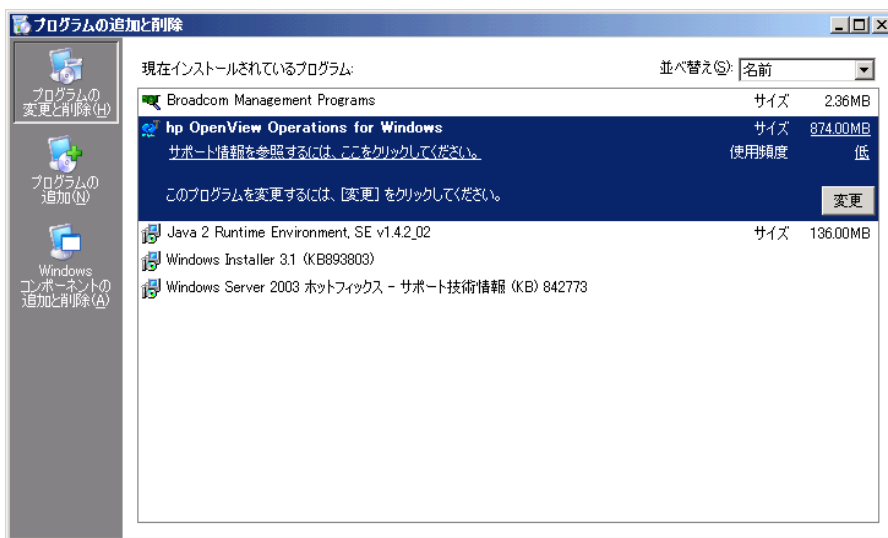 プログラムの追加と削除
プログラムの
変更と削除(H)
プログラムの
追加(N)
Windows
コンポーネントの
追加と削除(A)
現在インストールされているプログラム:
並べ替え(S): 名前
Broadcom Management Programs サイズ 2.36MB
hp OpenView Operations for Windows サイズ 874.00MB
サポート情報を参照するには、ここをクリックしてください。 使用頻度 低
このプログラムを変更するには、[変更] をクリックしてください。 変更
Java 2 Runtime Environment, SE v1.4.2_02 サイズ 136.00MB
Windows Installer 3.1 (KB893803)
Windows Server 2003 ホットフィックス - サポート技術情報 (KB) 842773